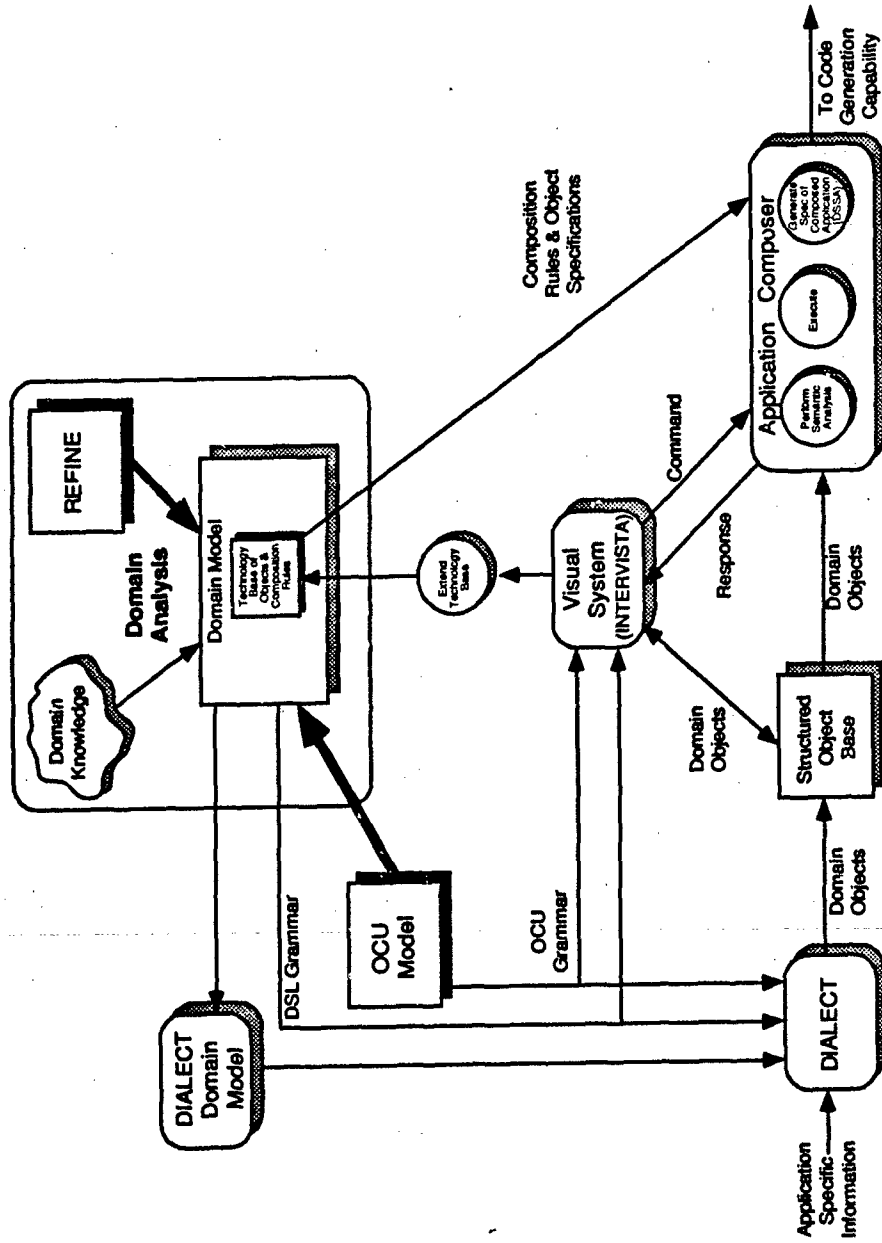 REFINE
Domain
Knowledge
Domain
Analysis
Domain Model
Technology
Base of
Objects &
Composition
Rules
DIALECT
Domain
Model
DSL Grammar
OCU
Model
OCU
Grammar
Extend
Technology
Base
Composition
Rules & Object
Specifications
Visual
System
(INTERVISTA)
Command
Response
Domain
Objects
Application
Specific
Information
DIALECT
Domain
Objects
Structured
Object
Base
Domain
Objects
Application Composer
Perform
Semantic
Analysis
Execute
Generate
Spec of
Composed
Application
(DSSA)
To Code
Generation
Capability